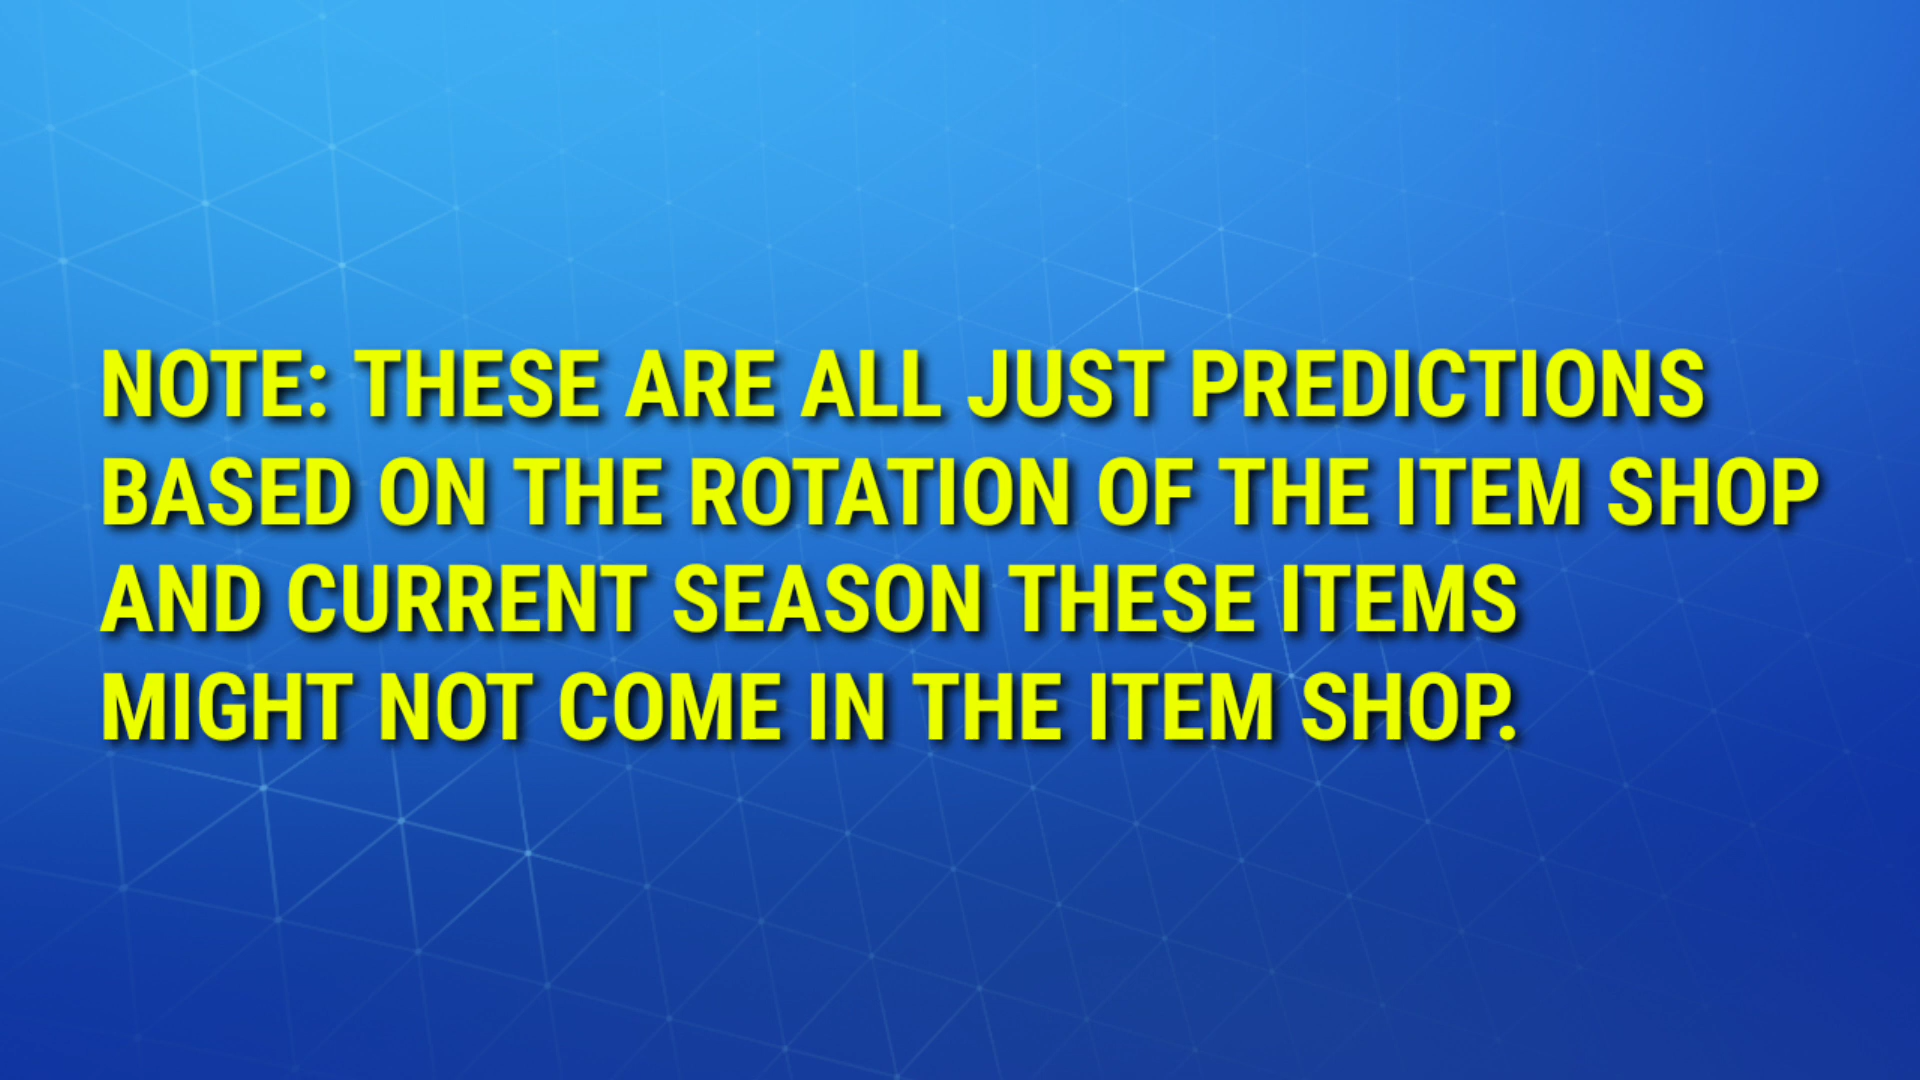 NOTE: THESE ARE ALL JUST PREDICTIONS
BASED ON THE ROTATION OF THE ITEM SHOP
AND CURRENT SEASON THESE ITEMS
MIGHT NOT COME IN THE ITEM SHOP.